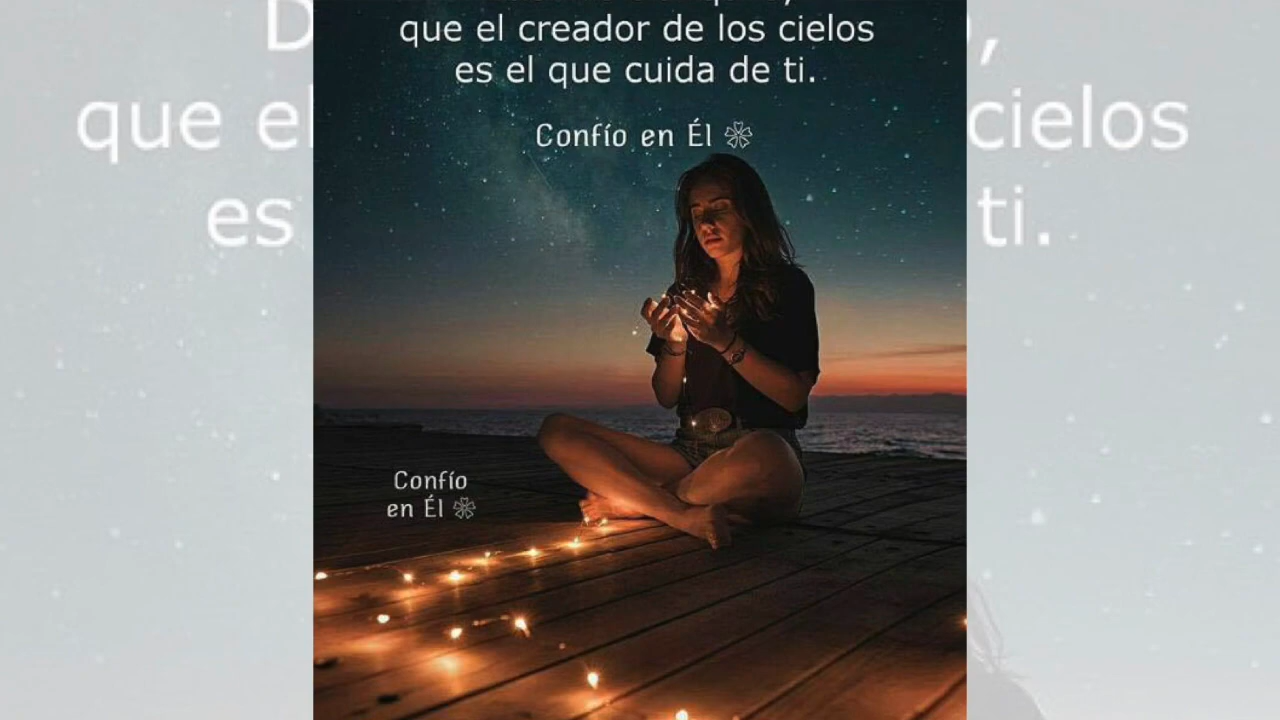 que el creador de los cielos
es el que cuida de ti.
Confío en Él
Confío
en Él